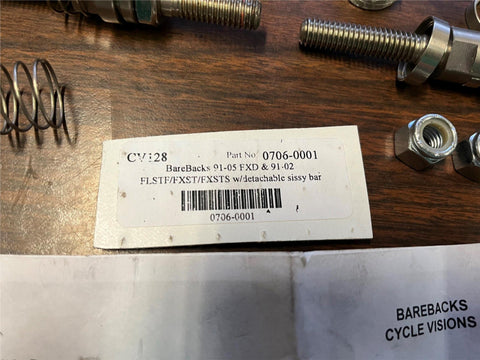 CV128 Part No 0706-0001
BareBacks 91-05 FXD & 91-02
FLSTF/FXST/FXSTS w/detachable sissy bar
0706-0001
BAREBACKS
CYCLE VISIONS